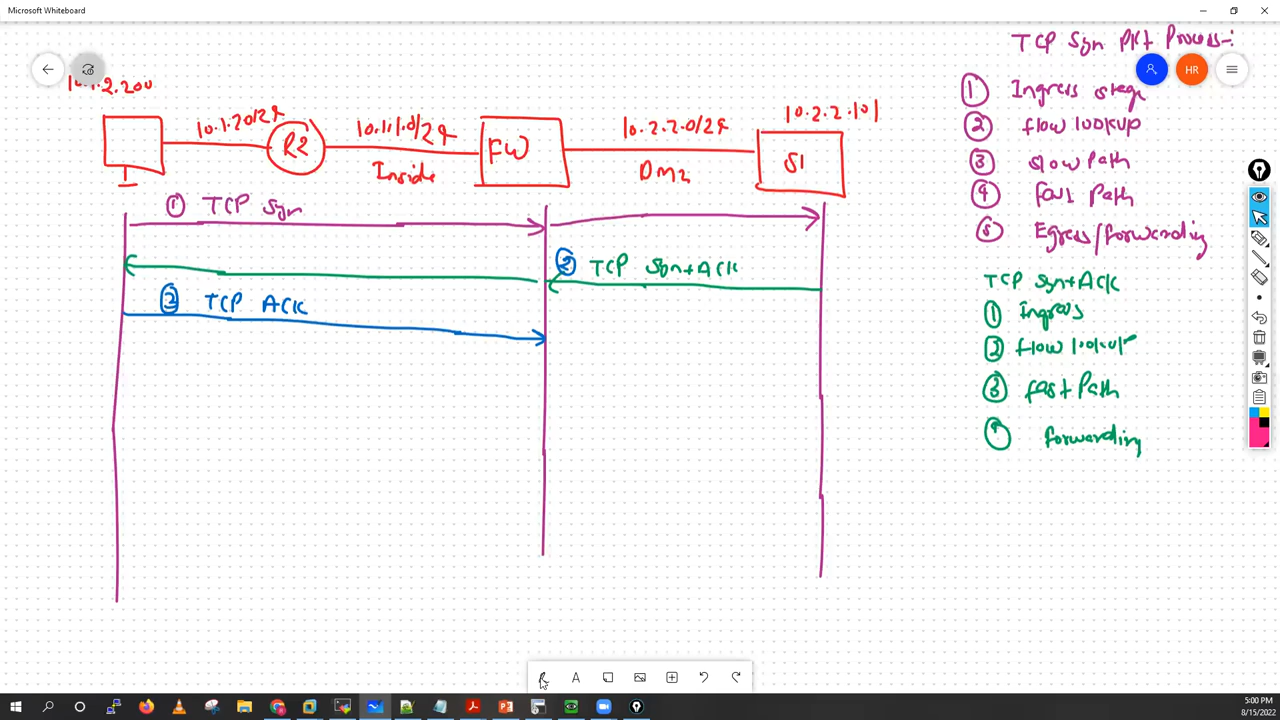 Microsoft Whiteboard
TCP Syn Pkt Process:
HR
10.1.2.200
① Ingress stage
② flow lookup
③ slow Path
④ fast Path
⑤ Egress/forwarding
10.1.2.0/24
R2
10.1.1.0/24
Inside
FW
10.2.2.0/24
DMZ
10.2.2.101
S1
① TCP Syn
② TCP Syn+ACK
③ TCP ACK
TCP Syn+ACK
① Ingress
② flow lookup
③ fast Path
④ forwarding
A
5:00 PM
8/15/2022